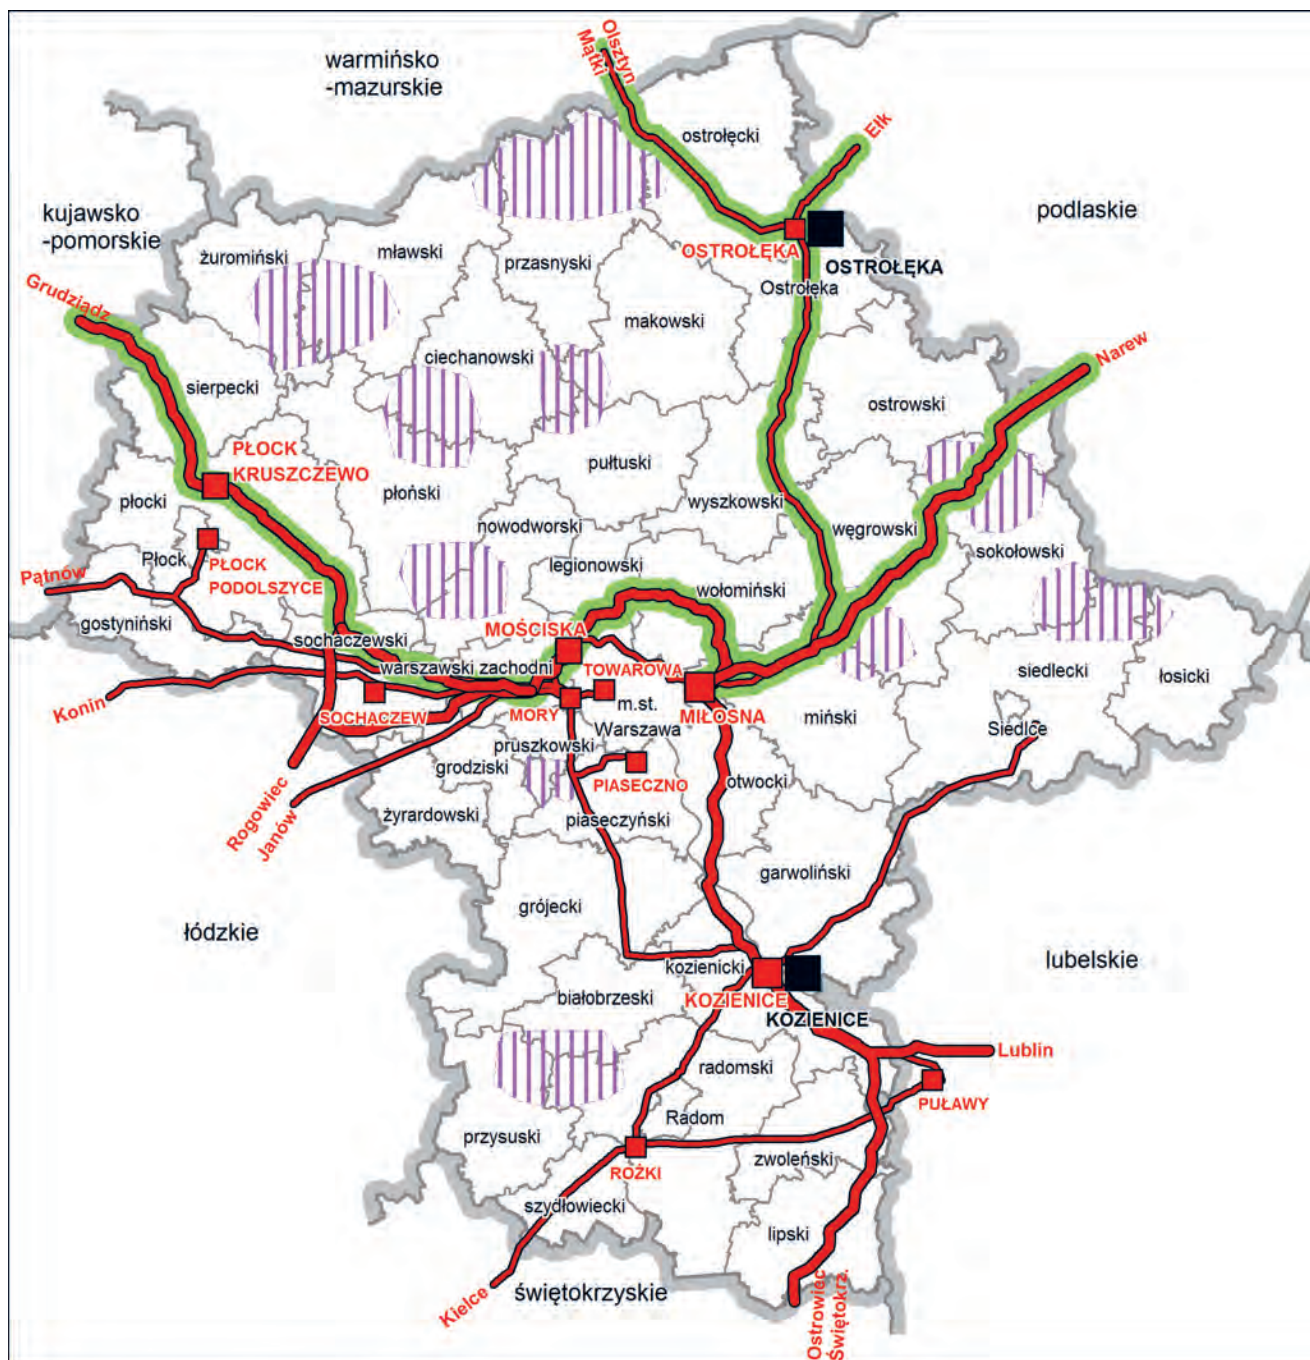 warmińsko
-mazurskie
Olsztyn
Mątki
ostrołęcki
Ełk
kujawsko
-pomorskie
podlaskie
żuromiński
mławski
przasnyski
OSTROŁĘKA
OSTROŁĘKA
Ostrołęka
Grudziądz
makowski
ciechanowski
Narew
sierpecki
ostrowski
PŁOCK
KRUSZCZEWO
płocki
płoński
pułtuski
wyszkowski
nowodworski
węgrowski
Płock
PŁOCK
PODOLSZYCE
legionowski
sokołowski
Pątnów
wołomiński
gostyniński
sochaczewski
MOŚCISKA
warszawski zachodni
TOWAROWA
siedlecki
łosicki
Konin
SOCHACZEW
MORY
m.st.
Warszawa
MIŁOSNA
miński
Siedlce
pruszkowski
grodziski
PIASECZNO
otwocki
Rogowiec
Janów
żyrardowski
piaseczyński
garwoliński
grójecki
łódzkie
kozienicki
lubelskie
białobrzeski
KOZIENICE
KOZIENICE
Lublin
radomski
PUŁAWY
Radom
przysuski
ROŻKI
zwoleński
szydłowiecki
lipski
Kielce
świętokrzyskie
Ostrowiec
Świętokrz.